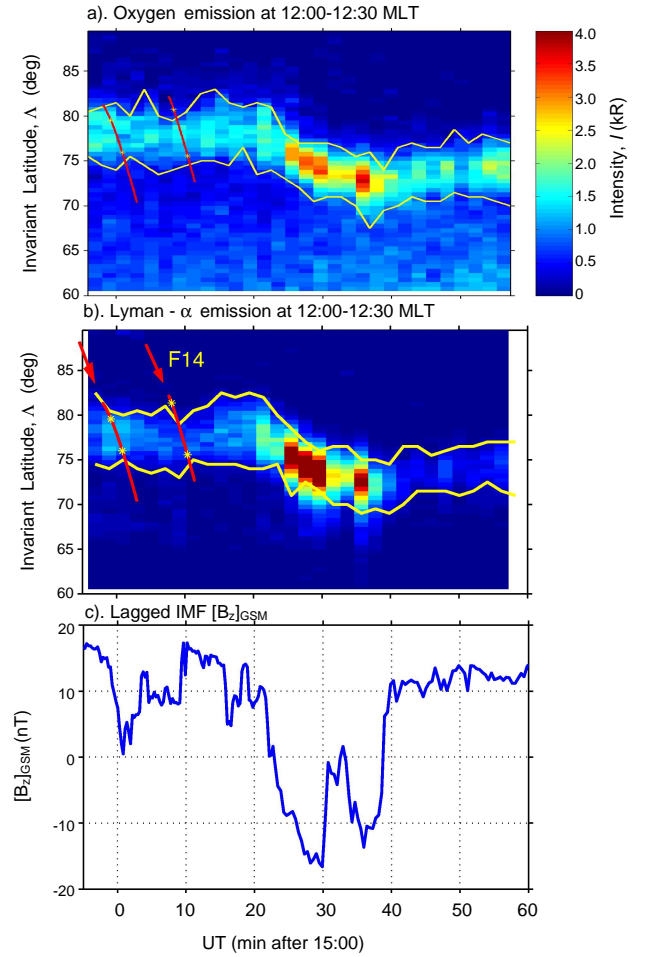 a). Oxygen emission at 12:00-12:30 MLT
Invariant Latitude, Λ (deg)
85
80
75
70
65
60
4.0
3.5
3.0
2.5
2.0
1.5
1.0
0.5
0
Intensity, I (kR)
b). Lyman - α emission at 12:00-12:30 MLT
Invariant Latitude, Λ (deg)
85
80
75
70
65
60
F14
c). Lagged IMF [Bz]GSM
[Bz]GSM (nT)
20
10
0
-10
-20
0 10 20 30 40 50 60
UT (min after 15:00)